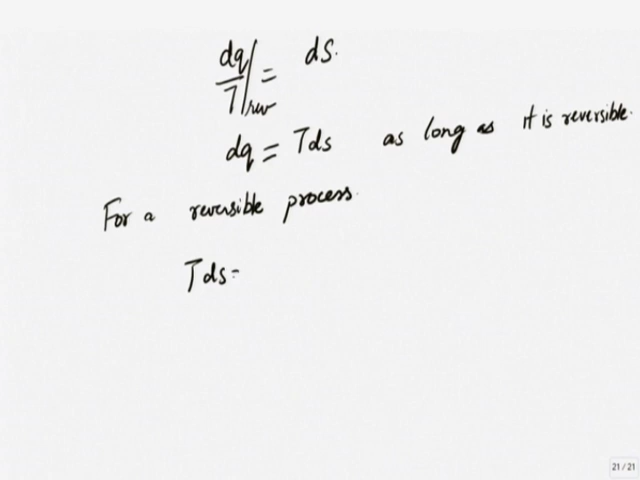 dq/T|rev = dS.
dq = Tds as long as it is reversible.
For a reversible process.
Tds =
21 / 21